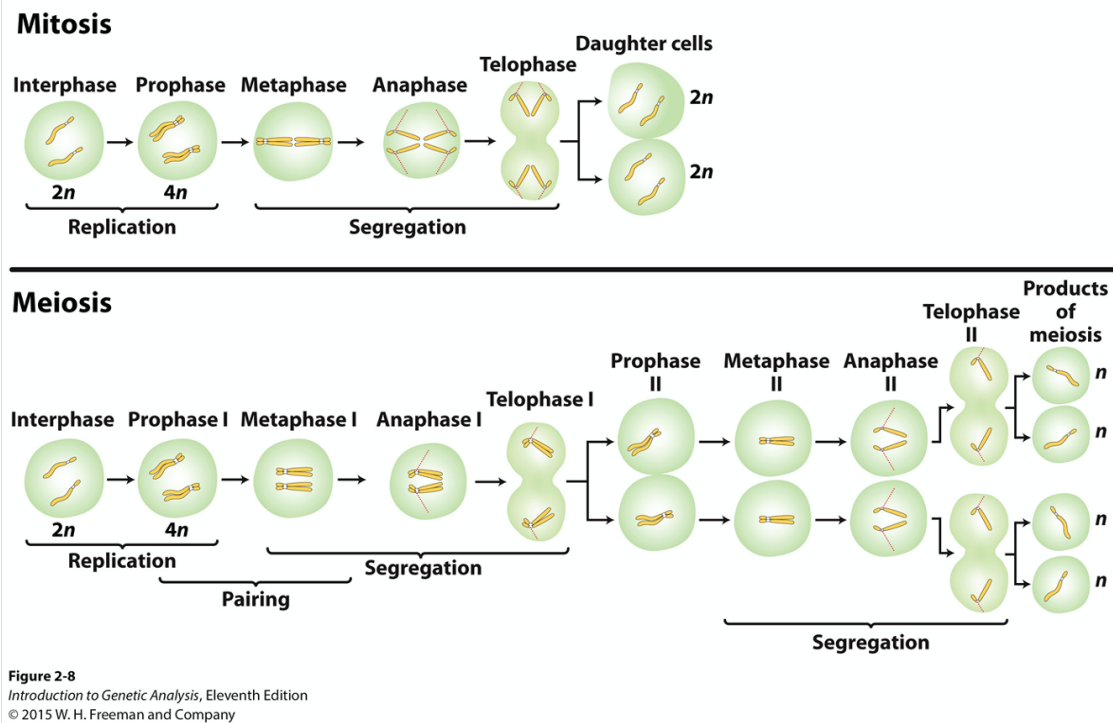 Mitosis
Daughter cells
Telophase
Interphase Prophase Metaphase Anaphase
2n
2n
2n 4n
Replication Segregation
Meiosis
Products
of
meiosis
Telophase
II
Prophase
II
Metaphase
II
Anaphase
II
n
Telophase I
Interphase Prophase I Metaphase I Anaphase I
n
2n 4n
n
Replication
Segregation
n
Pairing
Segregation
Figure 2-8
Introduction to Genetic Analysis, Eleventh Edition
© 2015 W. H. Freeman and Company